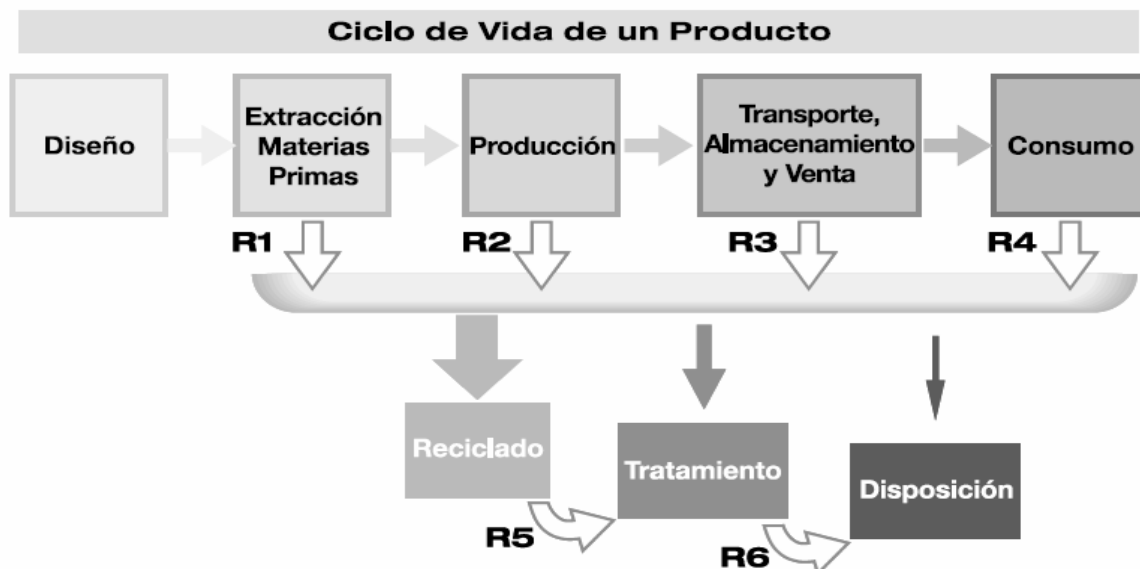 Ciclo de Vida de un Producto
Diseño
Extracción
Materias
Primas
Producción
Transporte,
Almacenamiento
y Venta
Consumo
R1
R2
R3
R4
Reciclado
Tratamiento
Disposición
R5
R6